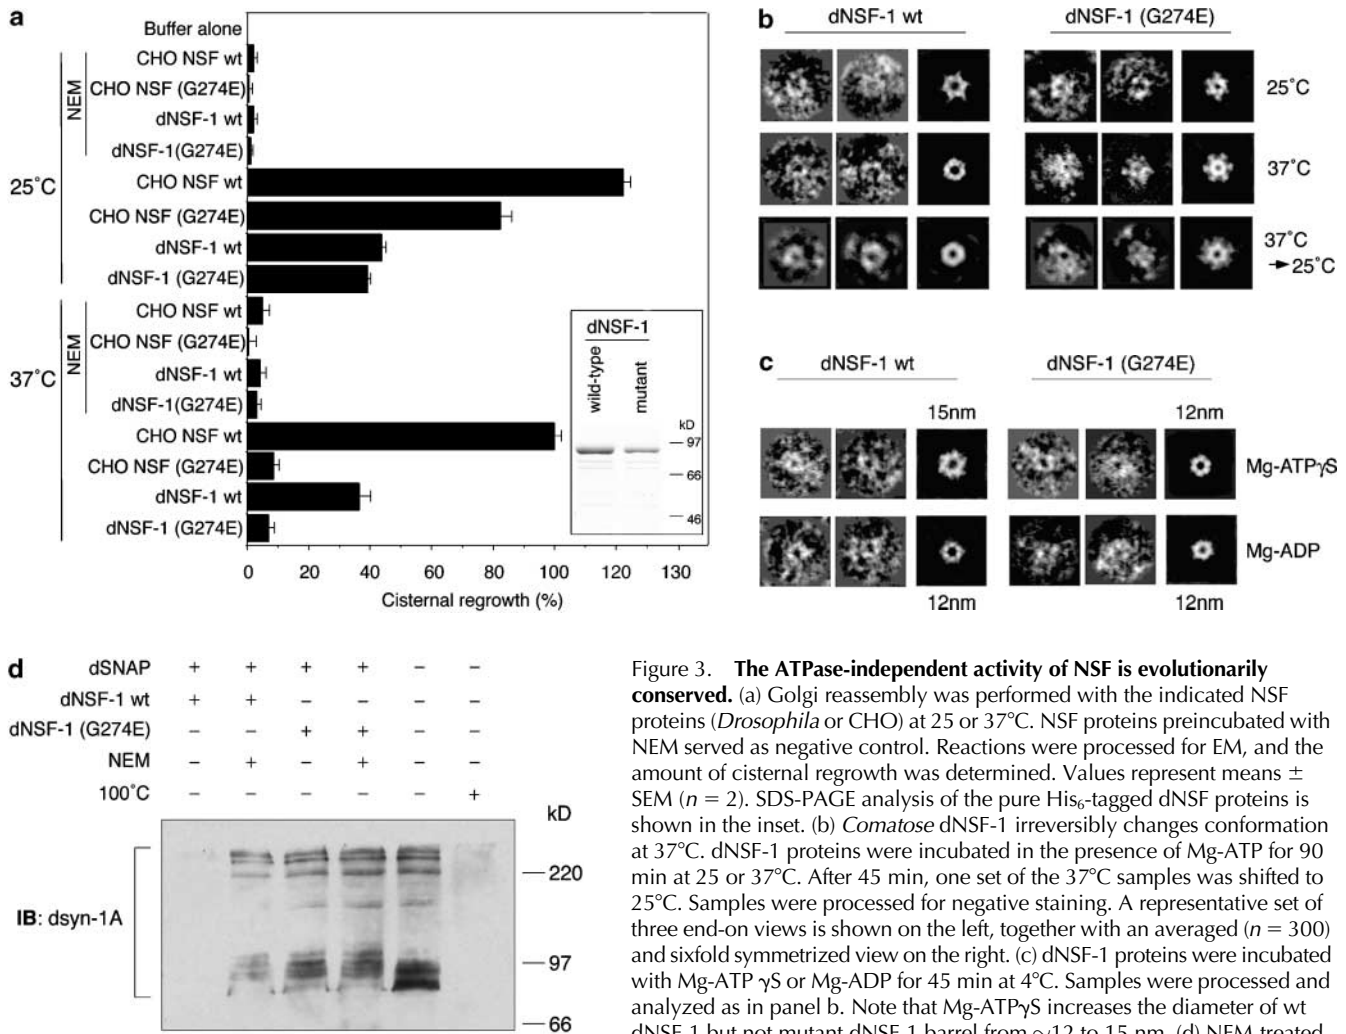 a
Buffer alone
CHO NSF wt
CHO NSF (G274E)
dNSF-1 wt
dNSF-1(G274E)
NEM
CHO NSF wt
CHO NSF (G274E)
dNSF-1 wt
dNSF-1 (G274E)
25˚C
CHO NSF wt
CHO NSF (G274E)
dNSF-1 wt
dNSF-1(G274E)
NEM
CHO NSF wt
CHO NSF (G274E)
dNSF-1 wt
dNSF-1 (G274E)
37˚C
0 20 40 60 80 100 120 130
Cisternal regrowth (%)
dNSF-1
wild-type
mutant
kD
97
66
46
b
dNSF-1 wt dNSF-1 (G274E)
25˚C
37˚C
37˚C
➔25˚C
c
dNSF-1 wt dNSF-1 (G274E)
15nm 12nm
Mg-ATPγS
Mg-ADP
12nm 12nm
d
dSNAP + + + + – –
dNSF-1 wt + + – – – –
dNSF-1 (G274E) – – + + – –
NEM – + – + – –
100˚C – – – – – +
kD
220
97
66
IB: dsyn-1A
Figure 3. The ATPase-independent activity of NSF is evolutionarily
conserved. (a) Golgi reassembly was performed with the indicated NSF
proteins (Drosophila or CHO) at 25 or 37°C. NSF proteins preincubated with
NEM served as negative control. Reactions were processed for EM, and the
amount of cisternal regrowth was determined. Values represent means ±
SEM (n = 2). SDS-PAGE analysis of the pure His6-tagged dNSF proteins is
shown in the inset. (b) Comatose dNSF-1 irreversibly changes conformation
at 37°C. dNSF-1 proteins were incubated in the presence of Mg-ATP for 90
min at 25 or 37°C. After 45 min, one set of the 37°C samples was shifted to
25°C. Samples were processed for negative staining. A representative set of
three end-on views is shown on the left, together with an averaged (n = 300)
and sixfold symmetrized view on the right. (c) dNSF-1 proteins were incubated
with Mg-ATP γS or Mg-ADP for 45 min at 4°C. Samples were processed and
analyzed as in panel b. Note that Mg-ATPγS increases the diameter of wt
dNSF-1 but not mutant dNSF-1 barrel from ~12 to 15 nm. (d) NEM-treated